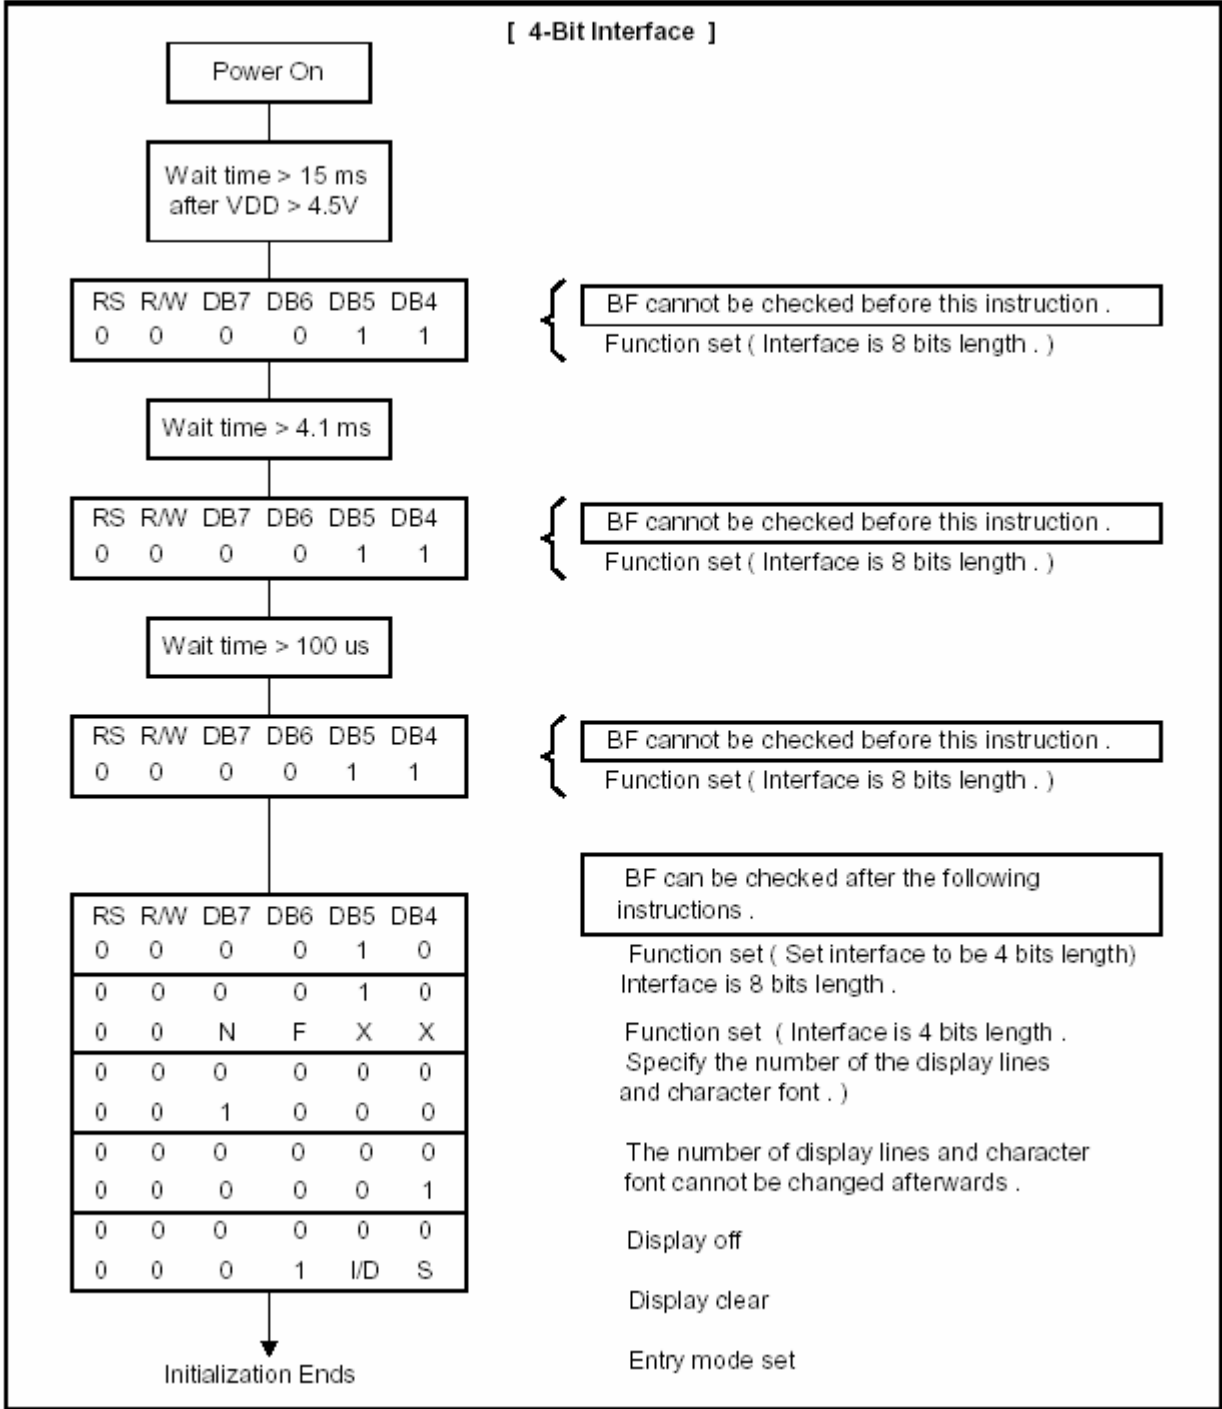 [ 4-Bit Interface ]
Power On
Wait time > 15 ms
after VDD > 4.5V
RS R/W DB7 DB6 DB5 DB4
0 0 0 0 1 1
BF cannot be checked before this instruction .
Function set ( Interface is 8 bits length . )
Wait time > 4.1 ms
RS R/W DB7 DB6 DB5 DB4
0 0 0 0 1 1
BF cannot be checked before this instruction .
Function set ( Interface is 8 bits length . )
Wait time > 100 us
RS R/W DB7 DB6 DB5 DB4
0 0 0 0 1 1
BF cannot be checked before this instruction .
Function set ( Interface is 8 bits length . )
RS R/W DB7 DB6 DB5 DB4
0 0 0 0 1 0
0 0 0 0 1 0
0 0 N F X X
0 0 0 0 0 0
0 0 1 0 0 0
0 0 0 0 0 0
0 0 0 0 0 1
0 0 0 0 0 0
0 0 0 1 I/D S
BF can be checked after the following
instructions .
Function set ( Set interface to be 4 bits length)
Interface is 8 bits length .
Function set ( Interface is 4 bits length .
Specify the number of the display lines
and character font . )
The number of display lines and character
font cannot be changed afterwards .
Display off
Display clear
Entry mode set
Initialization Ends